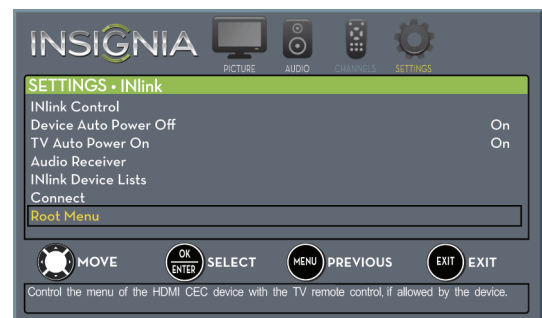 INSIGNIA
PICTURE AUDIO CHANNELS SETTINGS
SETTINGS • INlink
INlink Control
Device Auto Power Off On
TV Auto Power On On
Audio Receiver
INlink Device Lists
Connect
Root Menu
MOVE OK ENTER SELECT MENU PREVIOUS EXIT EXIT
Control the menu of the HDMI CEC device with the TV remote control, if allowed by the device.